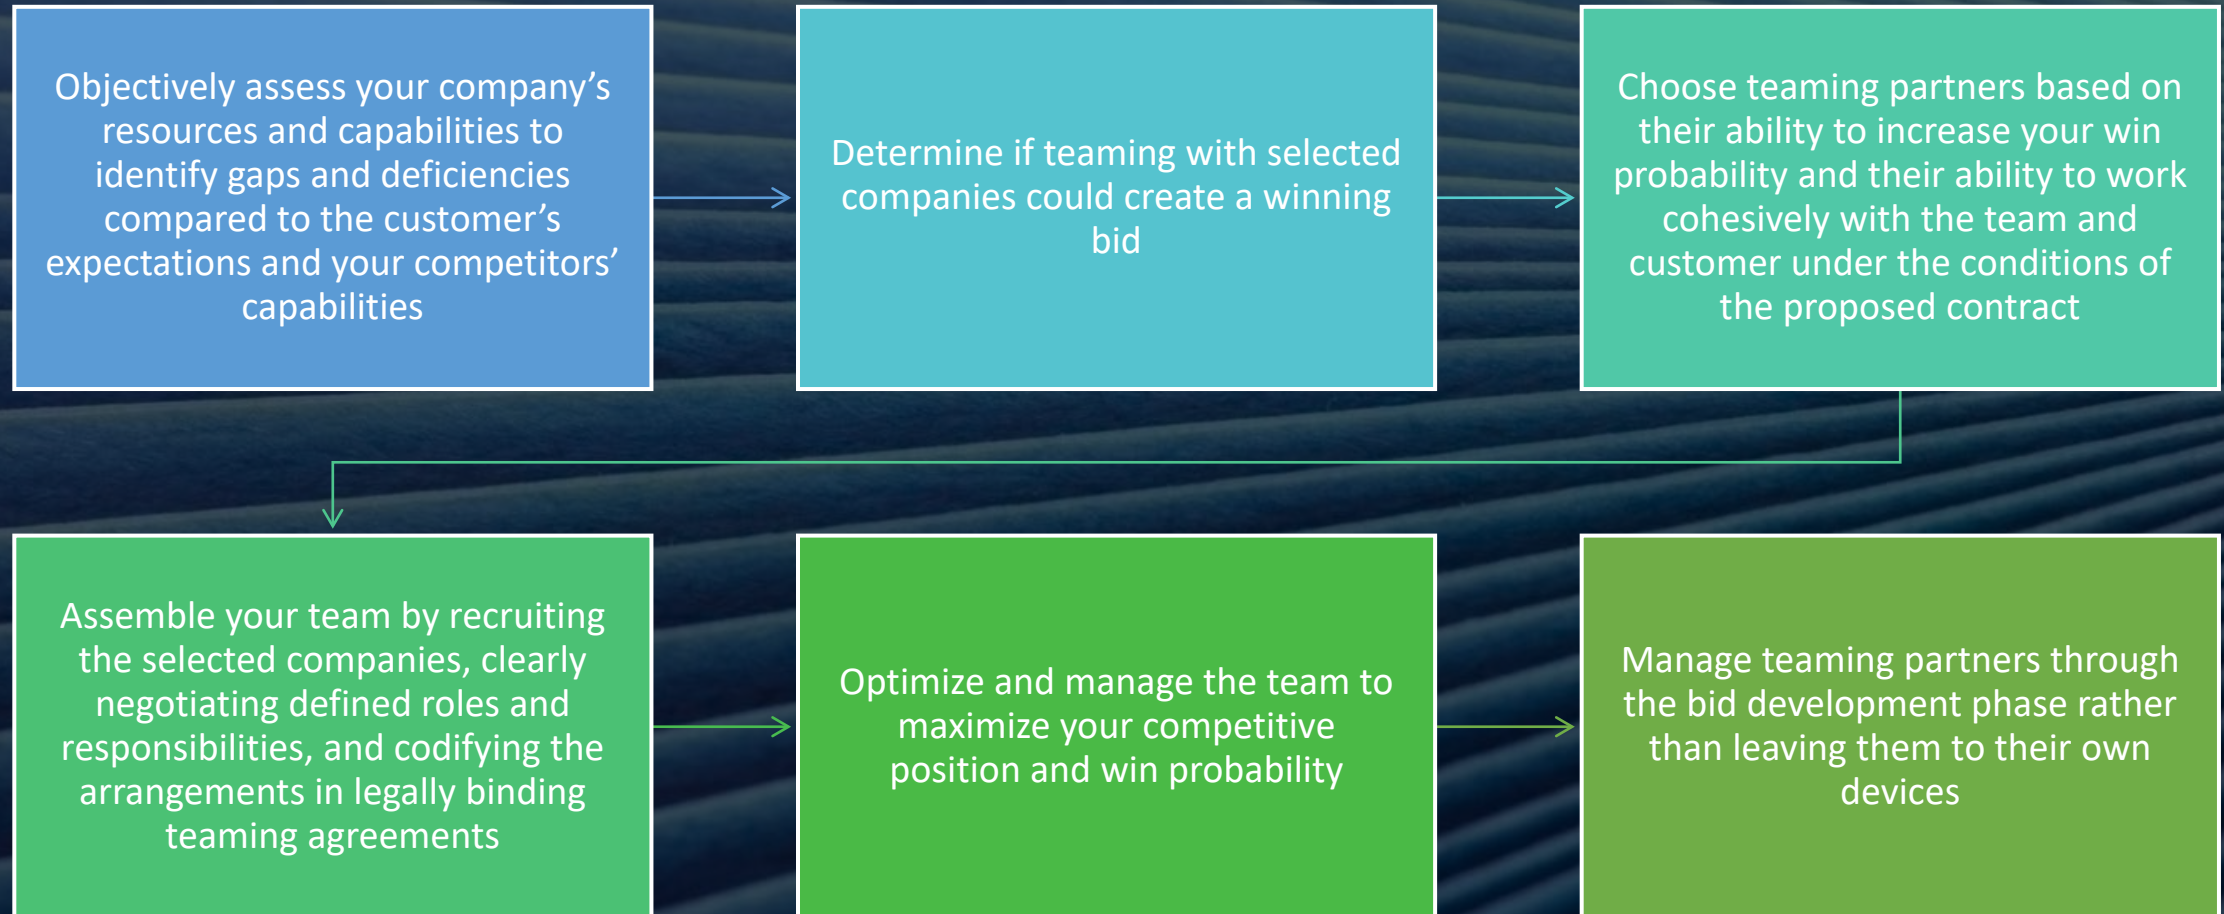 Objectively assess your company’s
resources and capabilities to
identify gaps and deficiencies
compared to the customer’s
expectations and your competitors’
capabilities
Determine if teaming with selected
companies could create a winning
bid
Choose teaming partners based on
their ability to increase your win
probability and their ability to work
cohesively with the team and
customer under the conditions of
the proposed contract
Assemble your team by recruiting
the selected companies, clearly
negotiating defined roles and
responsibilities, and codifying the
arrangements in legally binding
teaming agreements
Optimize and manage the team to
maximize your competitive
position and win probability
Manage teaming partners through
the bid development phase rather
than leaving them to their own
devices